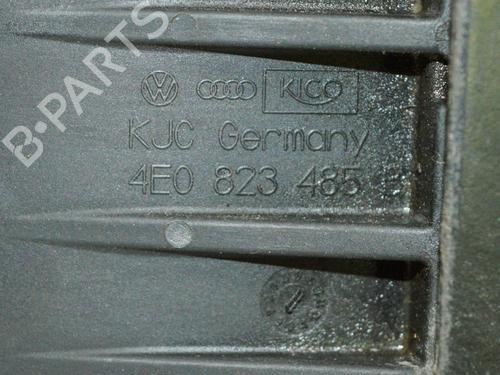 B·PARTS
KICO
KJC Germany
4E0 823 485